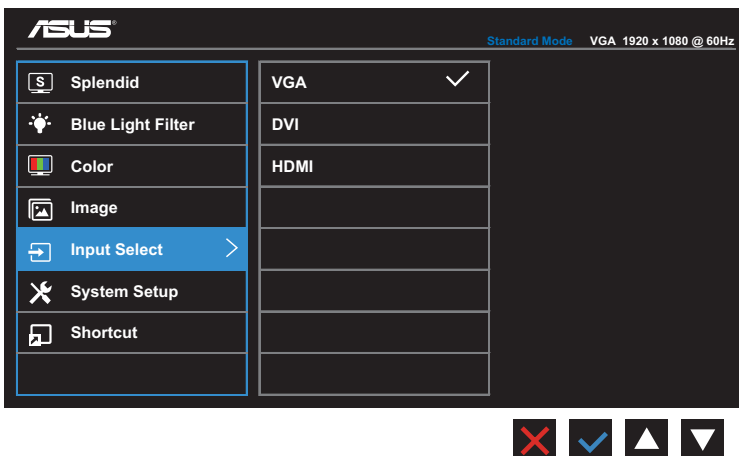 ASUS
Standard Mode VGA 1920 x 1080 @ 60Hz
S Splendid
Blue Light Filter
Color
Image
Input Select
System Setup
Shortcut
VGA
DVI
HDMI